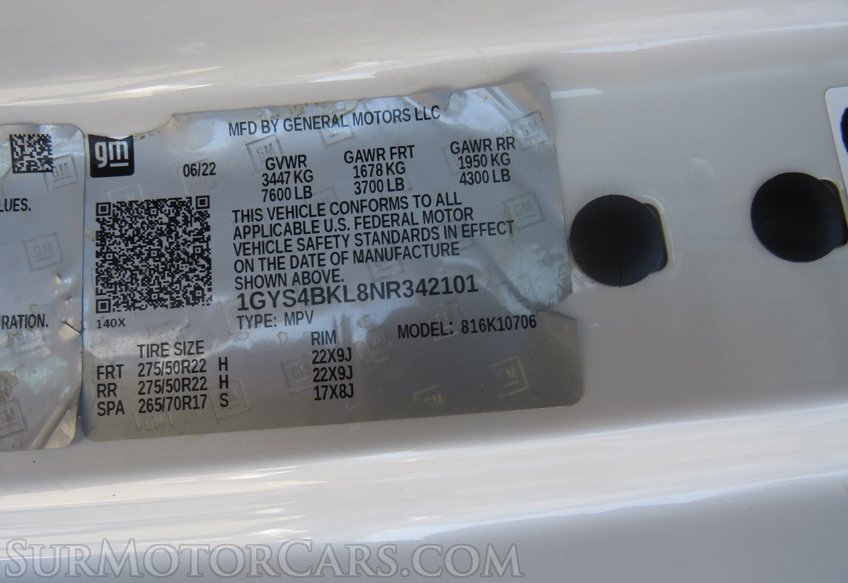 MFD BY GENERAL MOTORS LLC
gm
06/22
GVWR GAWR FRT GAWR RR
3447 KG 1678 KG 1950 KG
7600 LB 3700 LB 4300 LB
THIS VEHICLE CONFORMS TO ALL
APPLICABLE U.S. FEDERAL MOTOR
VEHICLE SAFETY STANDARDS IN EFFECT
ON THE DATE OF MANUFACTURE
SHOWN ABOVE.
1GYS4BKL8NR342101
140X
TYPE: MPV MODEL: 816K10706
TIRE SIZE RIM
FRT 275/50R22 H 22X9J
RR 275/50R22 H 22X9J
SPA 265/70R17 S 17X8J
SurMotorCars.com